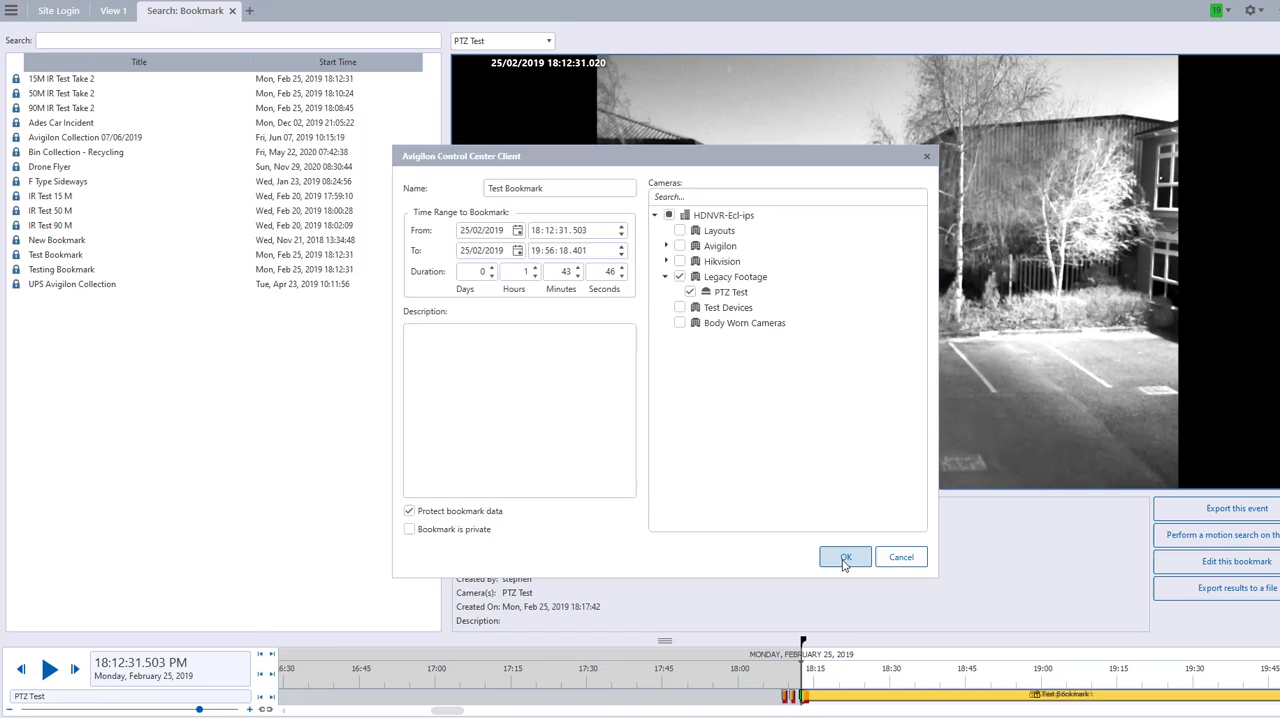 Site Login
View 1
Search: Bookmark
19
Search:
PTZ Test
Title Start Time
15M IR Test Take 2 Mon, Feb 25, 2019 18:12:31
50M IR Test Take 2 Mon, Feb 25, 2019 18:10:24
90M IR Test Take 2 Mon, Feb 25, 2019 18:08:45
Ades Car Incident Mon, Dec 02, 2019 21:05:22
Avigilon Collection 07/06/2019 Fri, Jun 07, 2019 10:15:19
Bin Collection - Recycling Fri, May 22, 2020 07:42:38
Drone Flyer Sun, Nov 29, 2020 08:30:44
F Type Sideways Wed, Jan 23, 2019 08:24:56
IR Test 15 M Wed, Feb 20, 2019 17:59:10
IR Test 50 M Wed, Feb 20, 2019 18:00:28
IR Test 90 M Wed, Feb 20, 2019 18:02:09
New Bookmark Wed, Nov 21, 2018 13:34:48
Test Bookmark Mon, Feb 25, 2019 18:12:31
Testing Bookmark Mon, Feb 25, 2019 18:12:31
UPS Avigilon Collection Tue, Apr 23, 2019 10:11:56
25/02/2019 18:12:31.020
Avigilon Control Center Client
Name: Test Bookmark
Time Range to Bookmark:
From: 25/02/2019 18:12:31.503
To: 25/02/2019 19:56:18.401
Duration: 0 1 43 46
Days Hours Minutes Seconds
Description:
Protect bookmark data
Bookmark is private
Cameras:
Search...
HDNVR-Ecl-ips
Layouts
Avigilon
Hikvision
Legacy Footage
PTZ Test
Test Devices
Body Worn Cameras
OK
Cancel
Created By: stephen
Camera(s): PTZ Test
Created On: Mon, Feb 25, 2019 18:17:42
Description:
Export this event
Perform a motion search on th
Edit this bookmark
Export results to a file
18:12:31.503 PM
Monday, February 25, 2019
MONDAY, FEBRUARY 25, 2019
16:30 16:45 17:00 17:15 17:30 17:45 18:00 18:15 18:30 18:45 19:00 19:15 19:30 19:45
PTZ Test